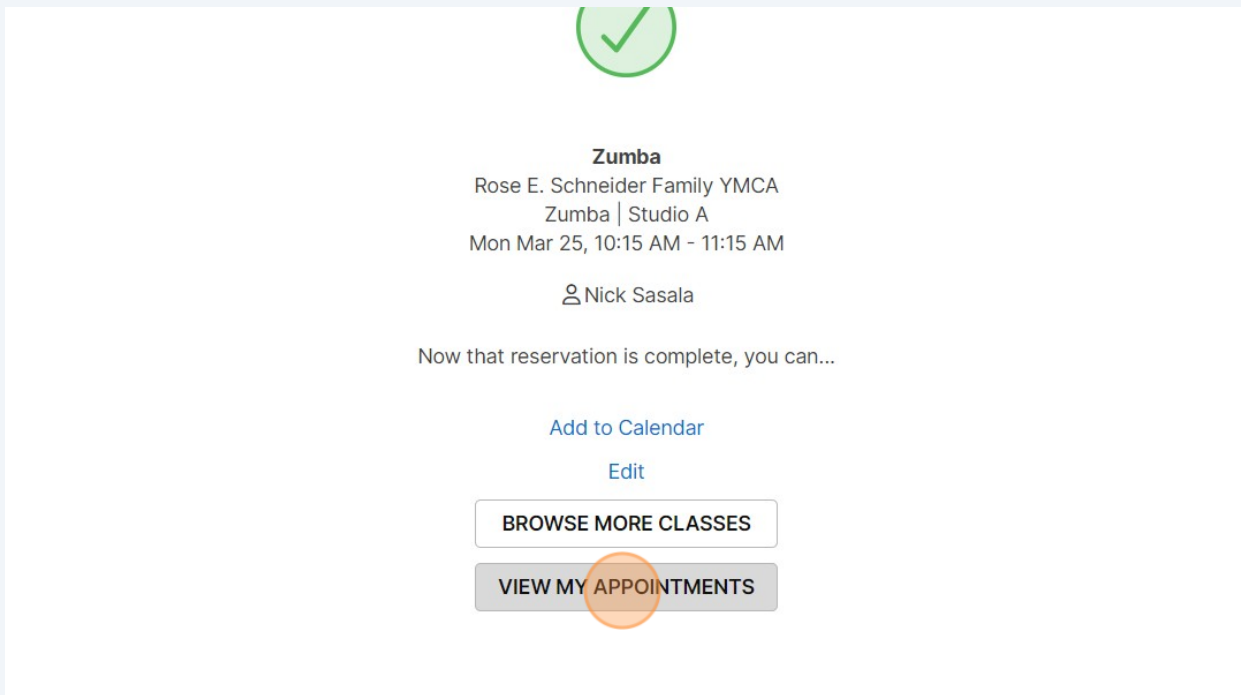 Zumba
Rose E. Schneider Family YMCA
Zumba | Studio A
Mon Mar 25, 10:15 AM - 11:15 AM
Nick Sasala
Now that reservation is complete, you can...
Add to Calendar
Edit
BROWSE MORE CLASSES
VIEW MY APPOINTMENTS